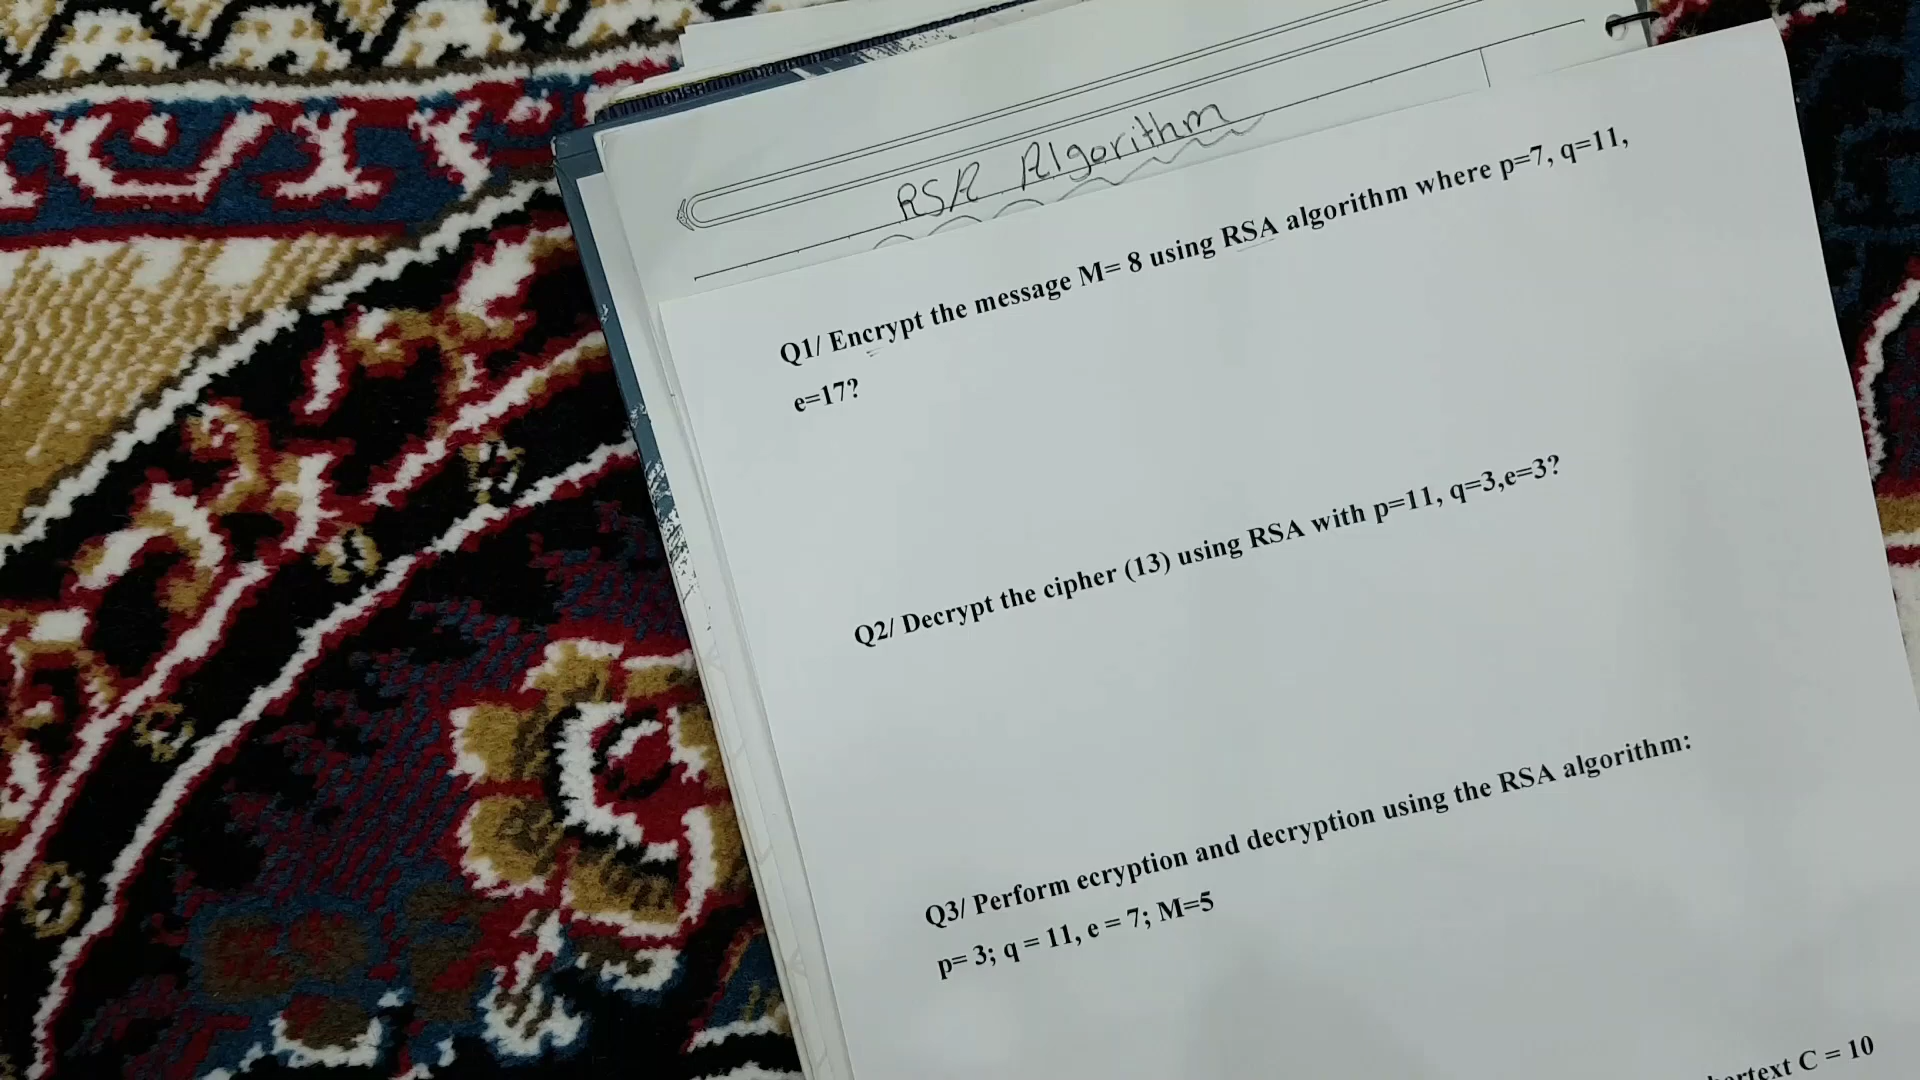 RSA Algorithm
Q1/ Encrypt the message M= 8 using RSA algorithm where p=7, q=11,
e=17?
Q2/ Decrypt the cipher (13) using RSA with p=11, q=3,e=3?
Q3/ Perform ecryption and decryption using the RSA algorithm:
p= 3; q = 11, e = 7; M=5
C = 10